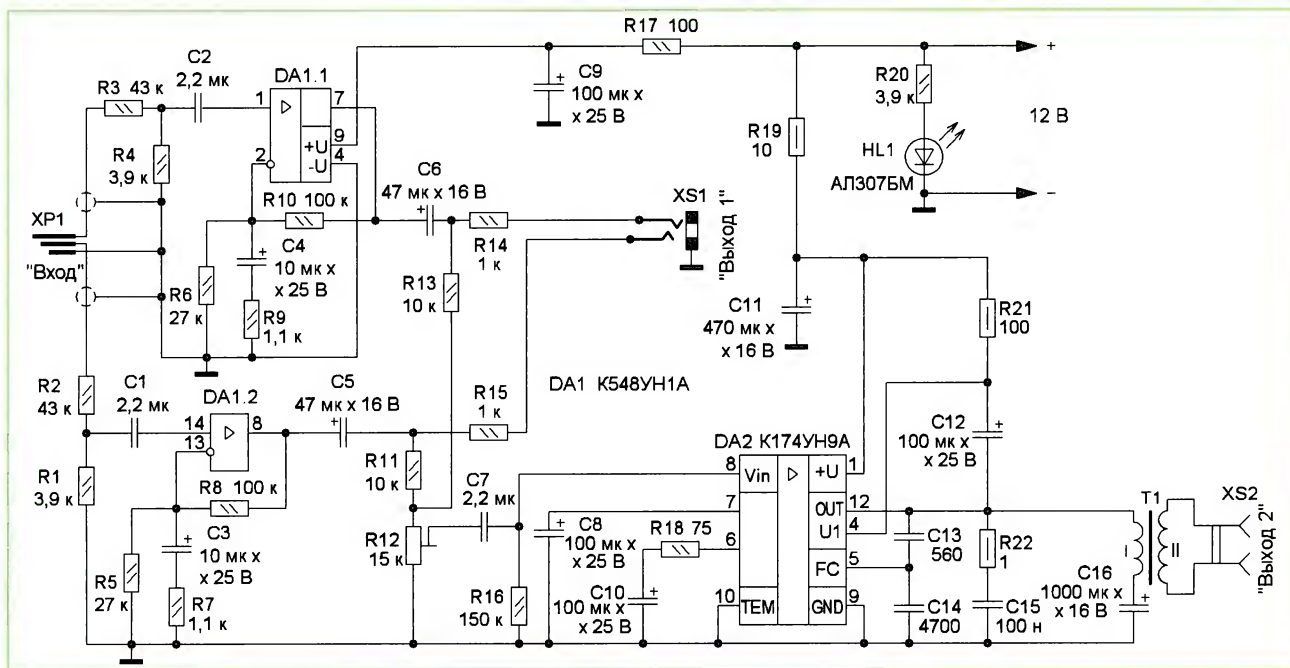 R17 100
C2
2,2 мк
DA1.1
R3 43 к
1
7
9
+U
4
-U
2
R4
3,9 к
C9
100 мк х
х 25 В
R19
10
R20
3,9 к
HL1
АЛ307БМ
+
12 В
−
XP1
"Вход"
R10 100 к
C6
47 мк х 16 В
+
R14
1 к
XS1
"Выход 1"
C4
10 мк х
х 25 В
R6
27 к
R9
1,1 к
R13
10 к
C11
470 мк х
х 16 В
R21
100
R2
43 к
C1
2,2 мк
DA1.2
14
13
8
C5
47 мк х 16 В
+
R15
1 к
DA1 К548УН1А
R1
3,9 к
R8 100 к
C3
10 мк х
х 25 В
R5
27 к
R7
1,1 к
R11
10 к
R12
15 к
C7
2,2 мк
R16
150 к
C8
100 мк х
х 25 В
R18 75
C10
100 мк х
х 25 В
DA2 К174УН9А
8
Vin
+U
1
7
OUT
12
U1
4
6
FC
5
10
TEM
GND
9
C12
100 мк х
х 25 В
C13
560
R22
1
C14
4700
C15
100 н
C16
1000 мк х
х 16 В
T1
I
II
XS2
"Выход 2"